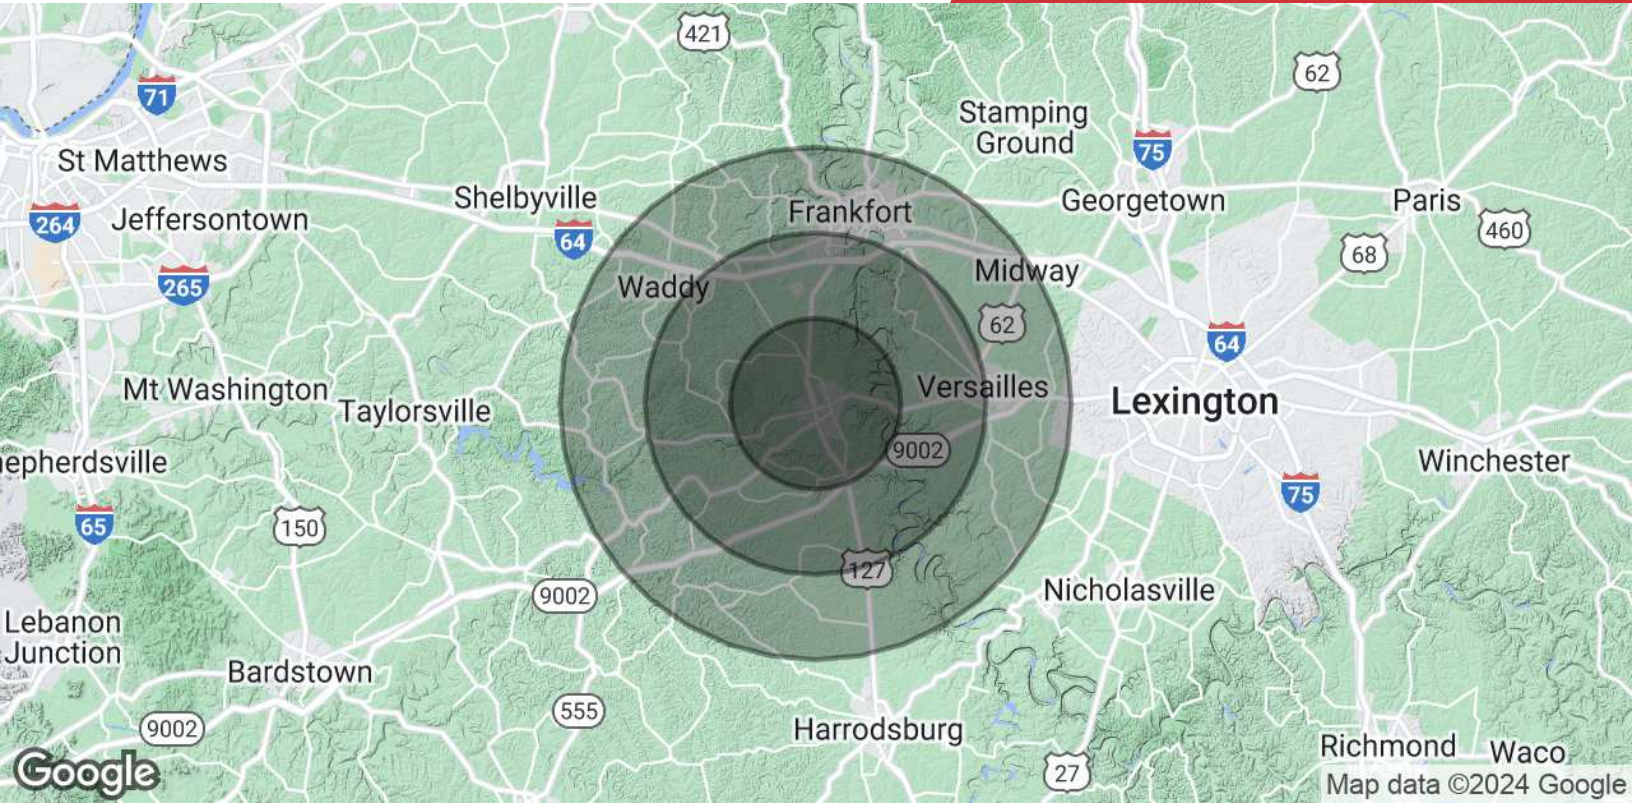 421
62
71
Stamping
Ground
75
St Matthews
Shelbyville
Georgetown
Paris
264
Jeffersontown
Frankfort
64
460
68
Midway
265
Waddy
62
64
Mt Washington
Versailles
Taylorsville
Lexington
9002
epherdsville
Winchester
75
65
150
127
9002
Nicholasville
Lebanon
Junction
Bardstown
555
9002
Harrodsburg
Richmond
Waco
Google
27
Map data ©2024 Google